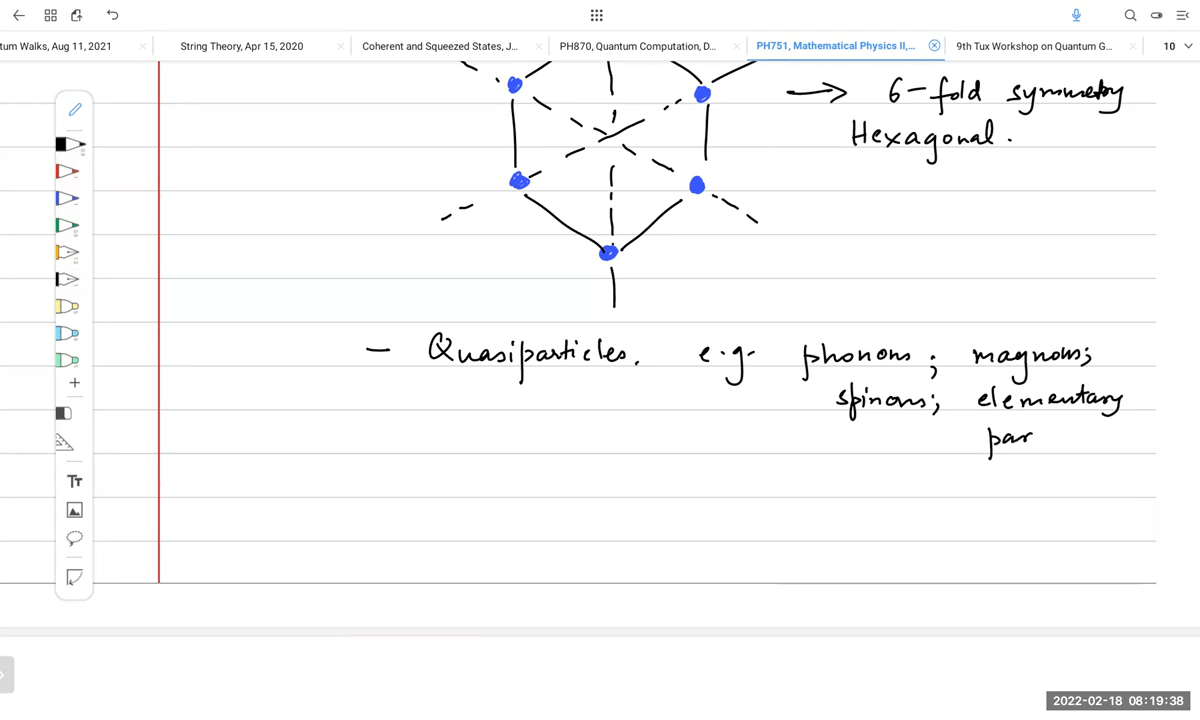 tum Walks, Aug 11, 2021
String Theory, Apr 15, 2020
Coherent and Squeezed States, J...
PH870, Quantum Computation, D...
PH751, Mathematical Physics II,...
9th Tux Workshop on Quantum G...
10
→ 6-fold symmetry
Hexagonal.
- Quasiparticles. e.g. phonons; magnons;
spinons; elementary
par
Tт
2022-02-18 08:19:38